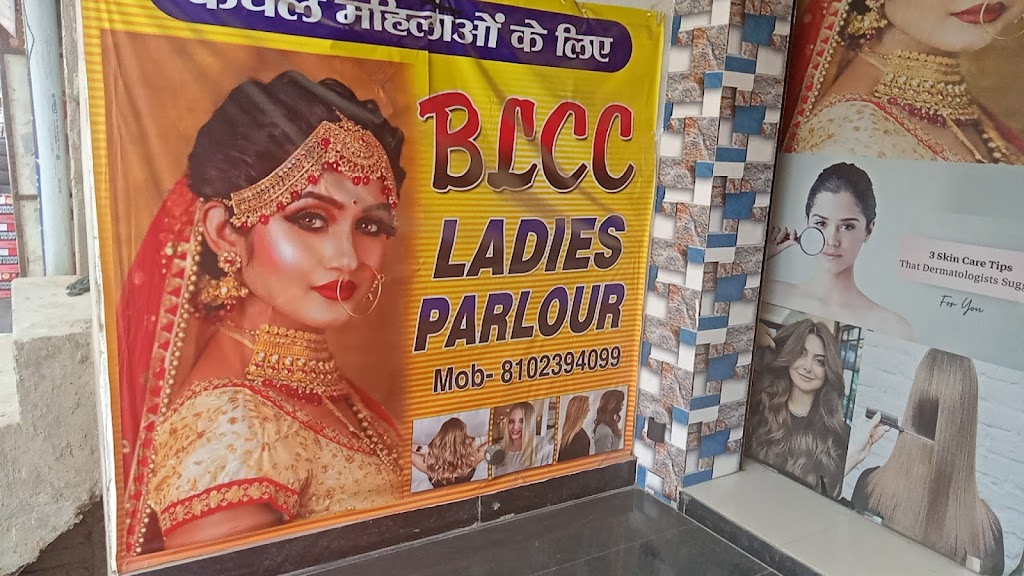 केवल महिलाओं के लिए
BLCC
LADIES
PARLOUR
Mob- 8102394099
3 Skin Care Tips
That Dermatologists Sugg
For You